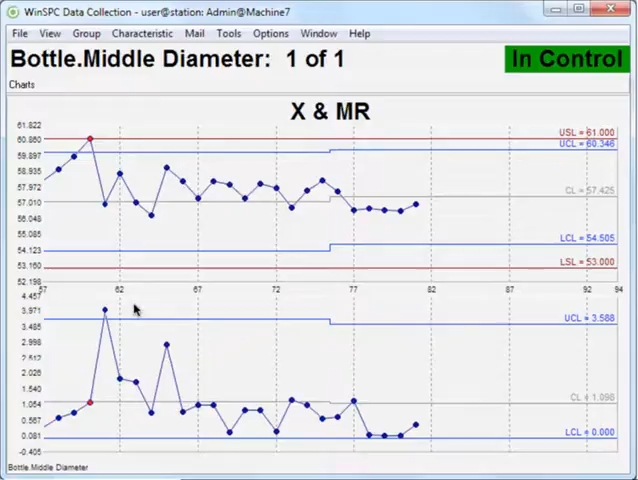 WinSPC Data Collection - user@station: Admin@Machine7
File View Group Characteristic Mail Tools Options Window Help
Bottle.Middle Diameter: 1 of 1
In Control
Charts
X & MR
61.822
60.860
59.897
58.935
57.972
57.010
56.048
55.085
54.123
53.160
52.198
USL = 61.000
UCL = 60.346
CL = 57.425
LCL = 54.505
LSL = 53.000
57 62 67 72 77 82 87 92 94
4.457
3.971
3.485
2.998
2.512
2.026
1.540
1.054
0.567
0.081
-0.405
UCL = 3.588
CL = 1.098
LCL = 0.000
Bottle.Middle Diameter